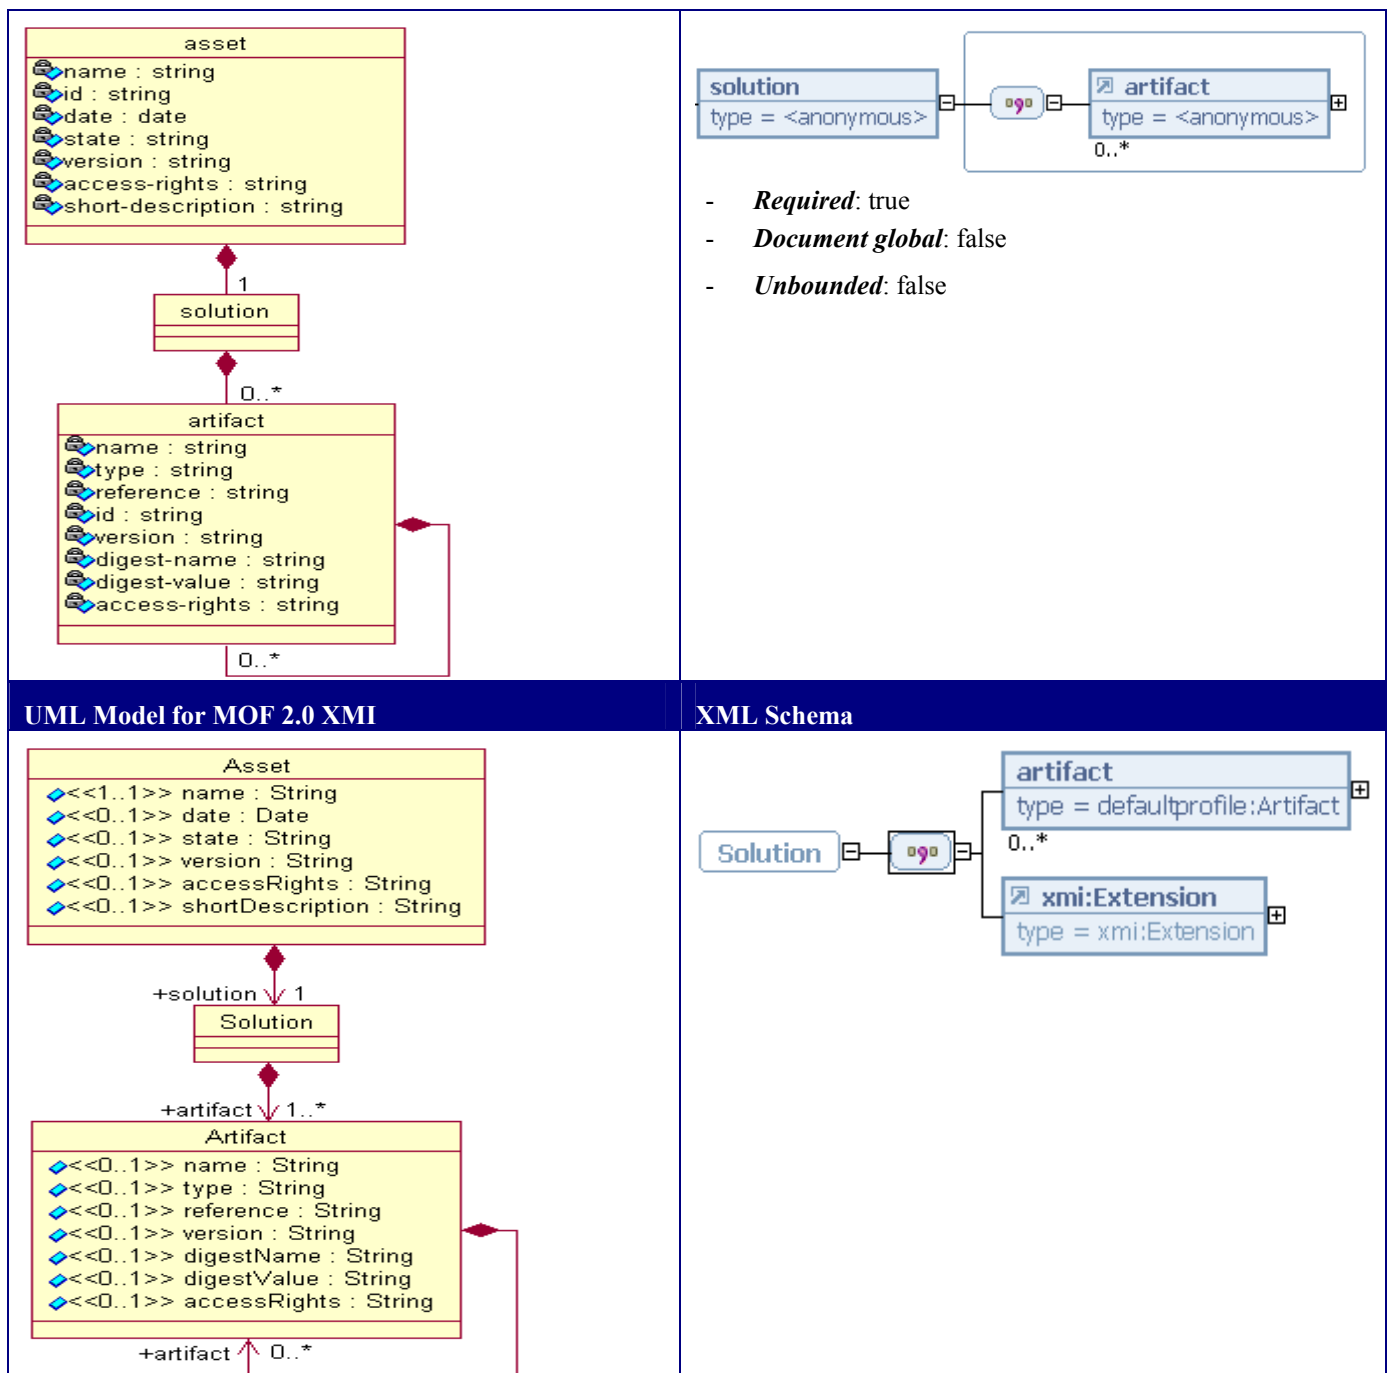 asset
name : string
id : string
date : date
state : string
version : string
access-rights : string
short-description : string
1
solution
0..*
artifact
name : string
type : string
reference : string
id : string
version : string
digest-name : string
digest-value : string
access-rights : string
0..*
solution
type = <anonymous>
artifact
type = <anonymous>
0..*
- Required: true
- Document global: false
- Unbounded: false
UML Model for MOF 2.0 XMI
XML Schema
Asset
<<1..1>> name : String
<<0..1>> date : Date
<<0..1>> state : String
<<0..1>> version : String
<<0..1>> accessRights : String
<<0..1>> shortDescription : String
+solution 1
Solution
+artifact 1..*
Artifact
<<0..1>> name : String
<<0..1>> type : String
<<0..1>> reference : String
<<0..1>> version : String
<<0..1>> digestName : String
<<0..1>> digestValue : String
<<0..1>> accessRights : String
+artifact 0..*
Solution
artifact
type = defaultprofile:Artifact
0..*
xmi:Extension
type = xmi:Extension